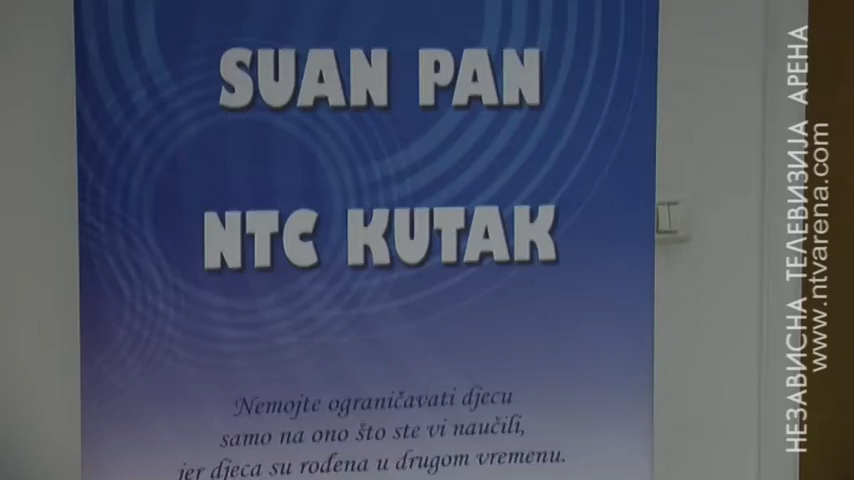 SUAN PAN
NTC KUTAK
Nemojte ograničavati djecu
samo na ono što ste vi naučili,
jer djeca su rođena u drugom vremenu.
НЕЗАВИСНА ТЕЛЕВИЗИЈА АРЕНА
www.ntvarena.com